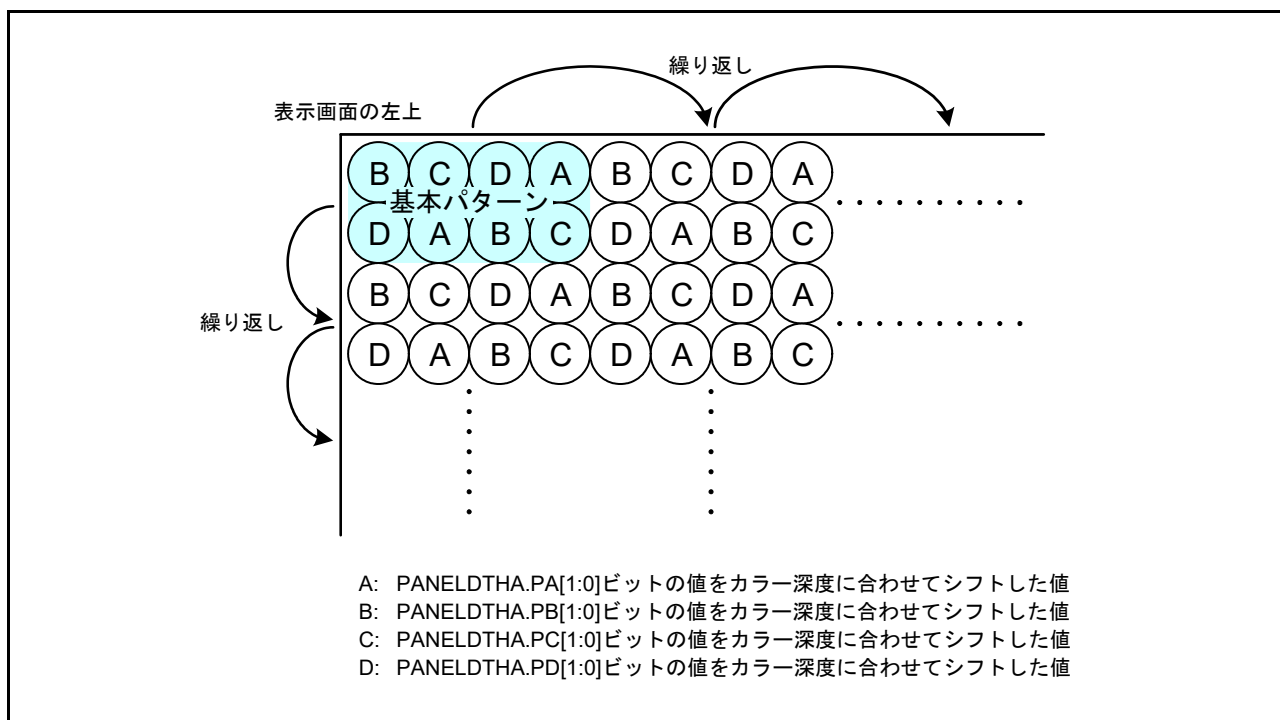 繰り返し
表示画面の左上
B C D A B C D A
基本パターン
D A B C D A B C
B C D A B C D A
繰り返し
D A B C D A B C
A: PANELDTHA.PA[1:0]ビットの値をカラー深度に合わせてシフトした値
B: PANELDTHA.PB[1:0]ビットの値をカラー深度に合わせてシフトした値
C: PANELDTHA.PC[1:0]ビットの値をカラー深度に合わせてシフトした値
D: PANELDTHA.PD[1:0]ビットの値をカラー深度に合わせてシフトした値